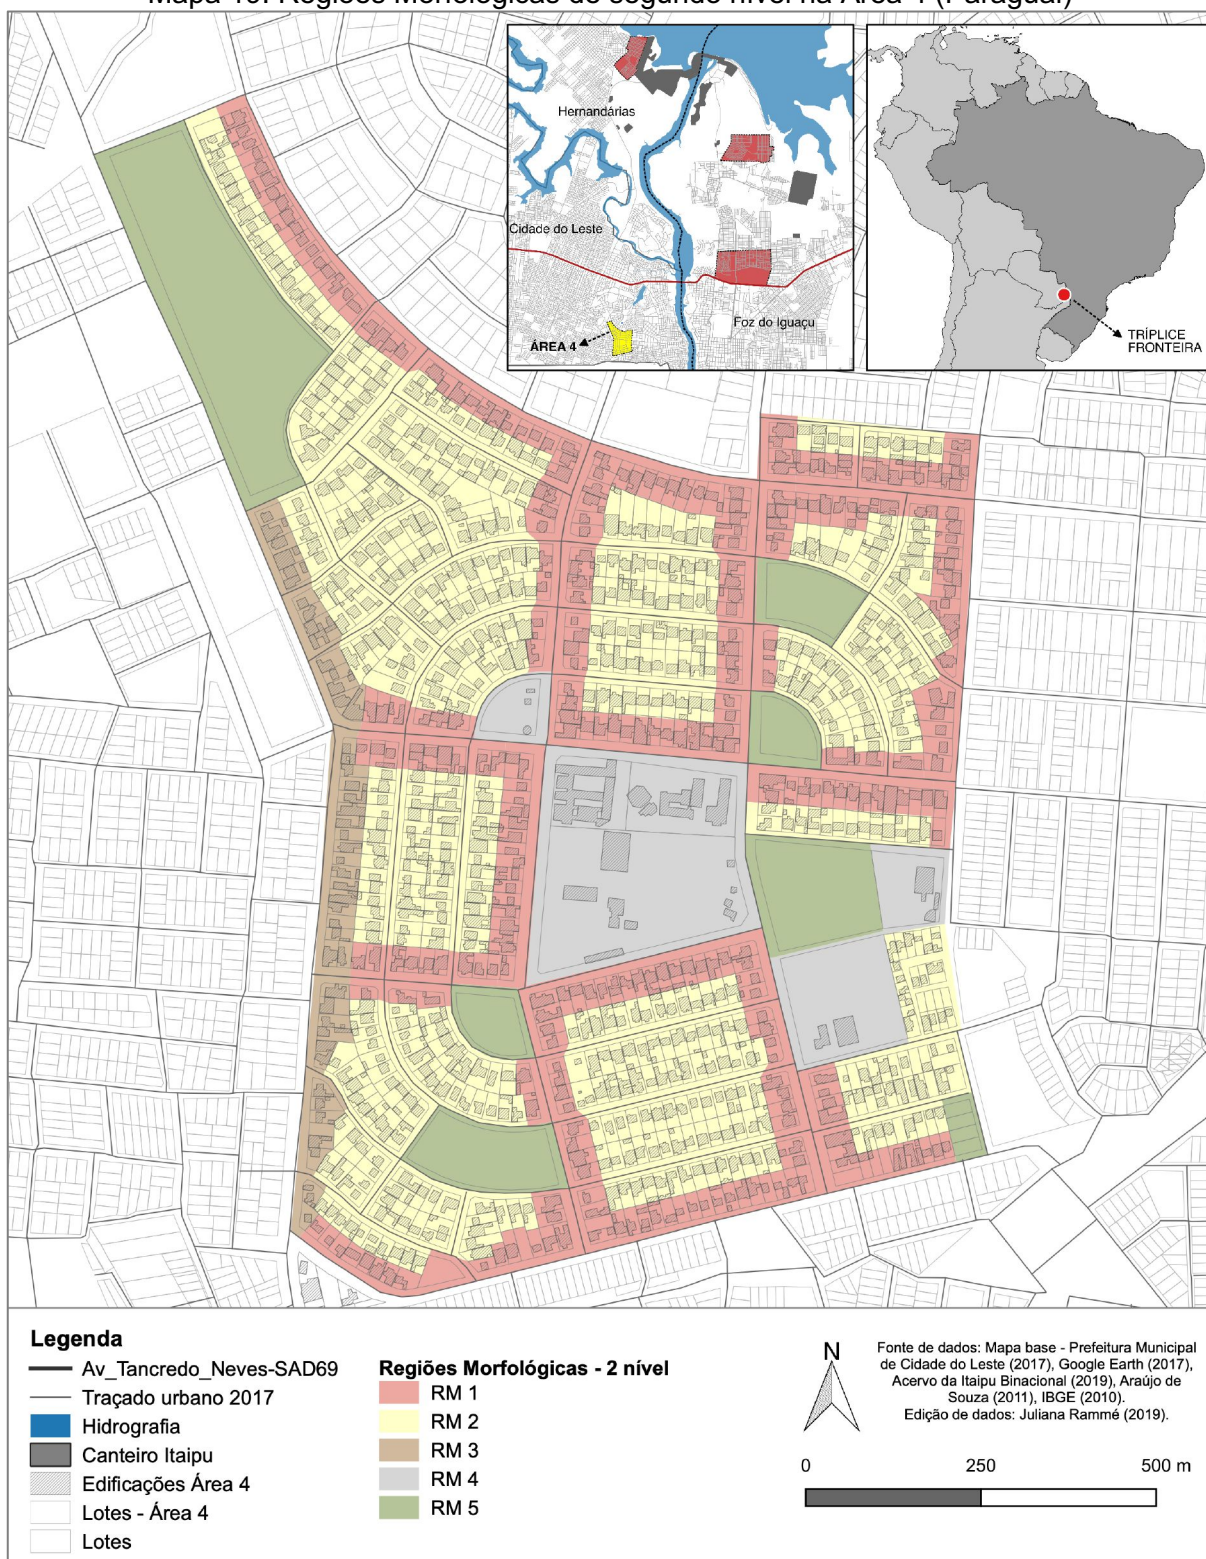 Mapa 10: Regiões Morfológicas de segundo nível na Área 4 (Paraguai)
Hernandárias
Cidade do Leste
Foz do Iguaçu
ÁREA 4
TRÍPLICE
FRONTEIRA
Legenda
Av_Tancredo_Neves-SAD69
Traçado urbano 2017
Hidrografia
Canteiro Itaipu
Edificações Área 4
Lotes - Área 4
Lotes
Regiões Morfológicas - 2 nível
RM 1
RM 2
RM 3
RM 4
RM 5
N
Fonte de dados: Mapa base - Prefeitura Municipal
de Cidade do Leste (2017), Google Earth (2017),
Acervo da Itaipu Binacional (2019), Araújo de
Souza (2011), IBGE (2010).
Edição de dados: Juliana Rammé (2019).
0 250 500 m